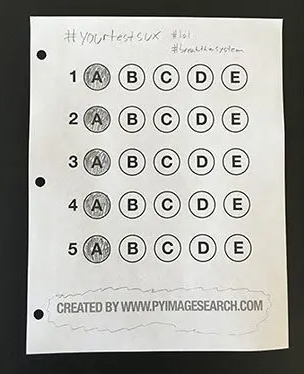 #yourtestsux #lol
#breakthesystem
1 A B C D E
2 A B C D E
3 A B C D E
4 A B C D E
5 A B C D E
CREATED BY WWW.PYIMAGESEARCH.COM